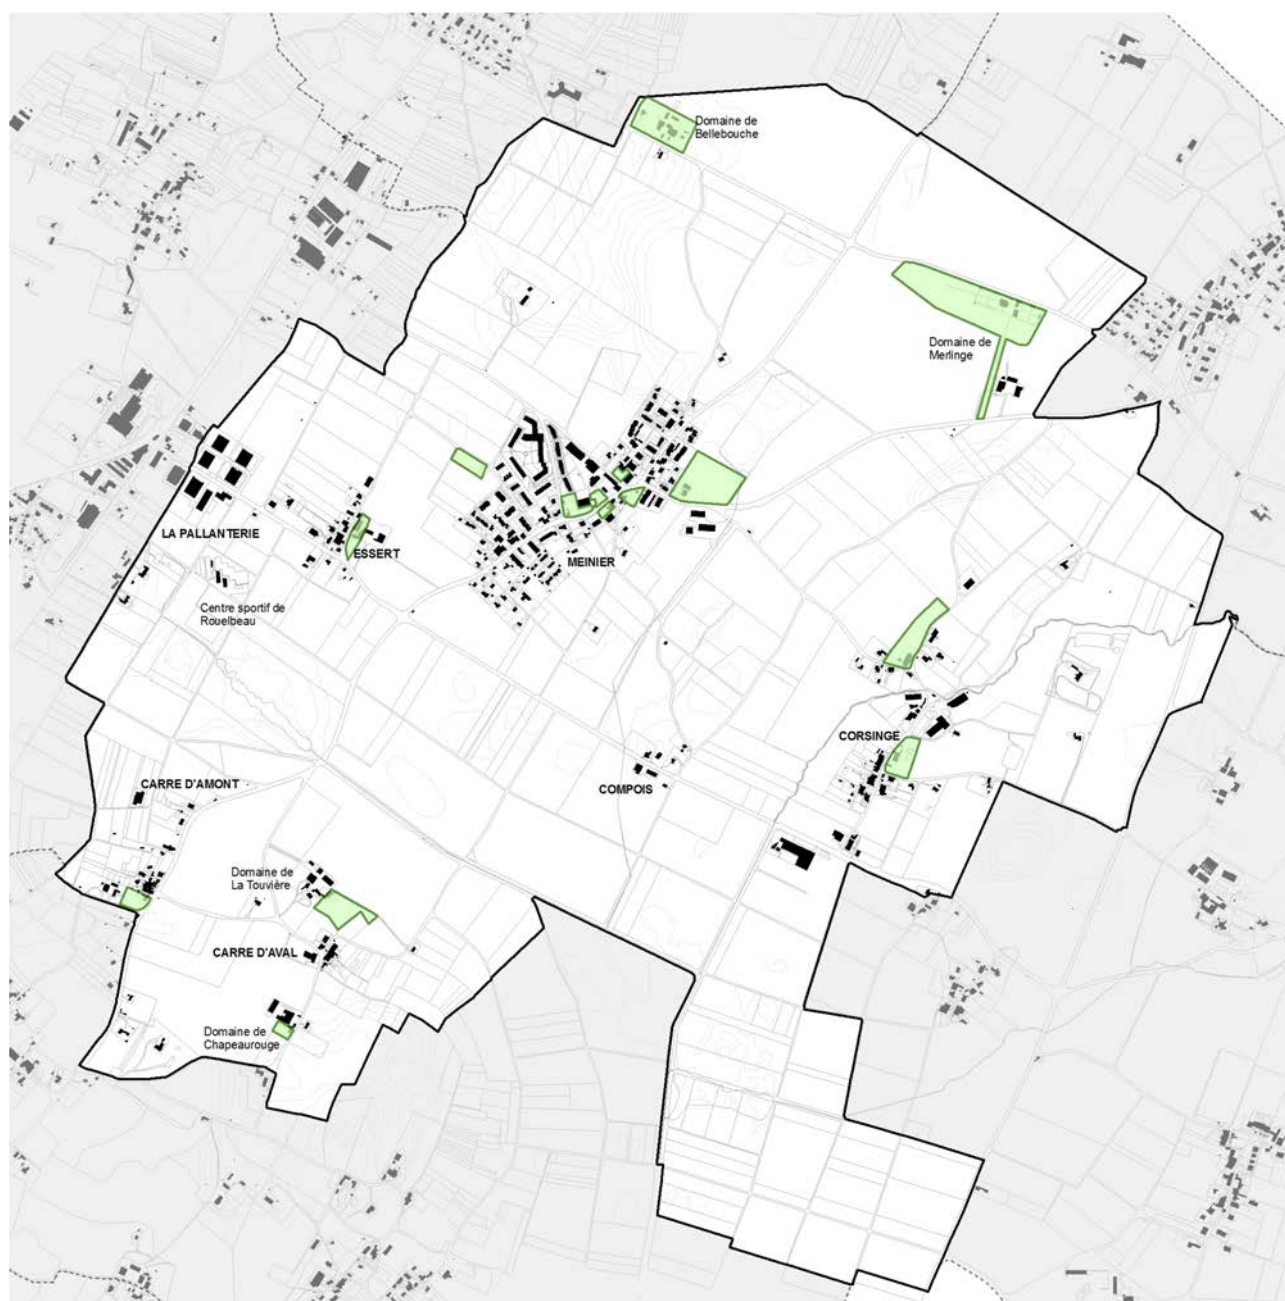 Domaine de
Bellebouche
Domaine de
Merlinge
LA PALLANTERIE
ESSERT
MEINIER
Centre sportif de
Rouelbeau
CORSINGE
CARRE D'AMONT
COMPOIS
Domaine de
La Touvière
CARRE D'AVAL
Domaine de
Chapeaurouge